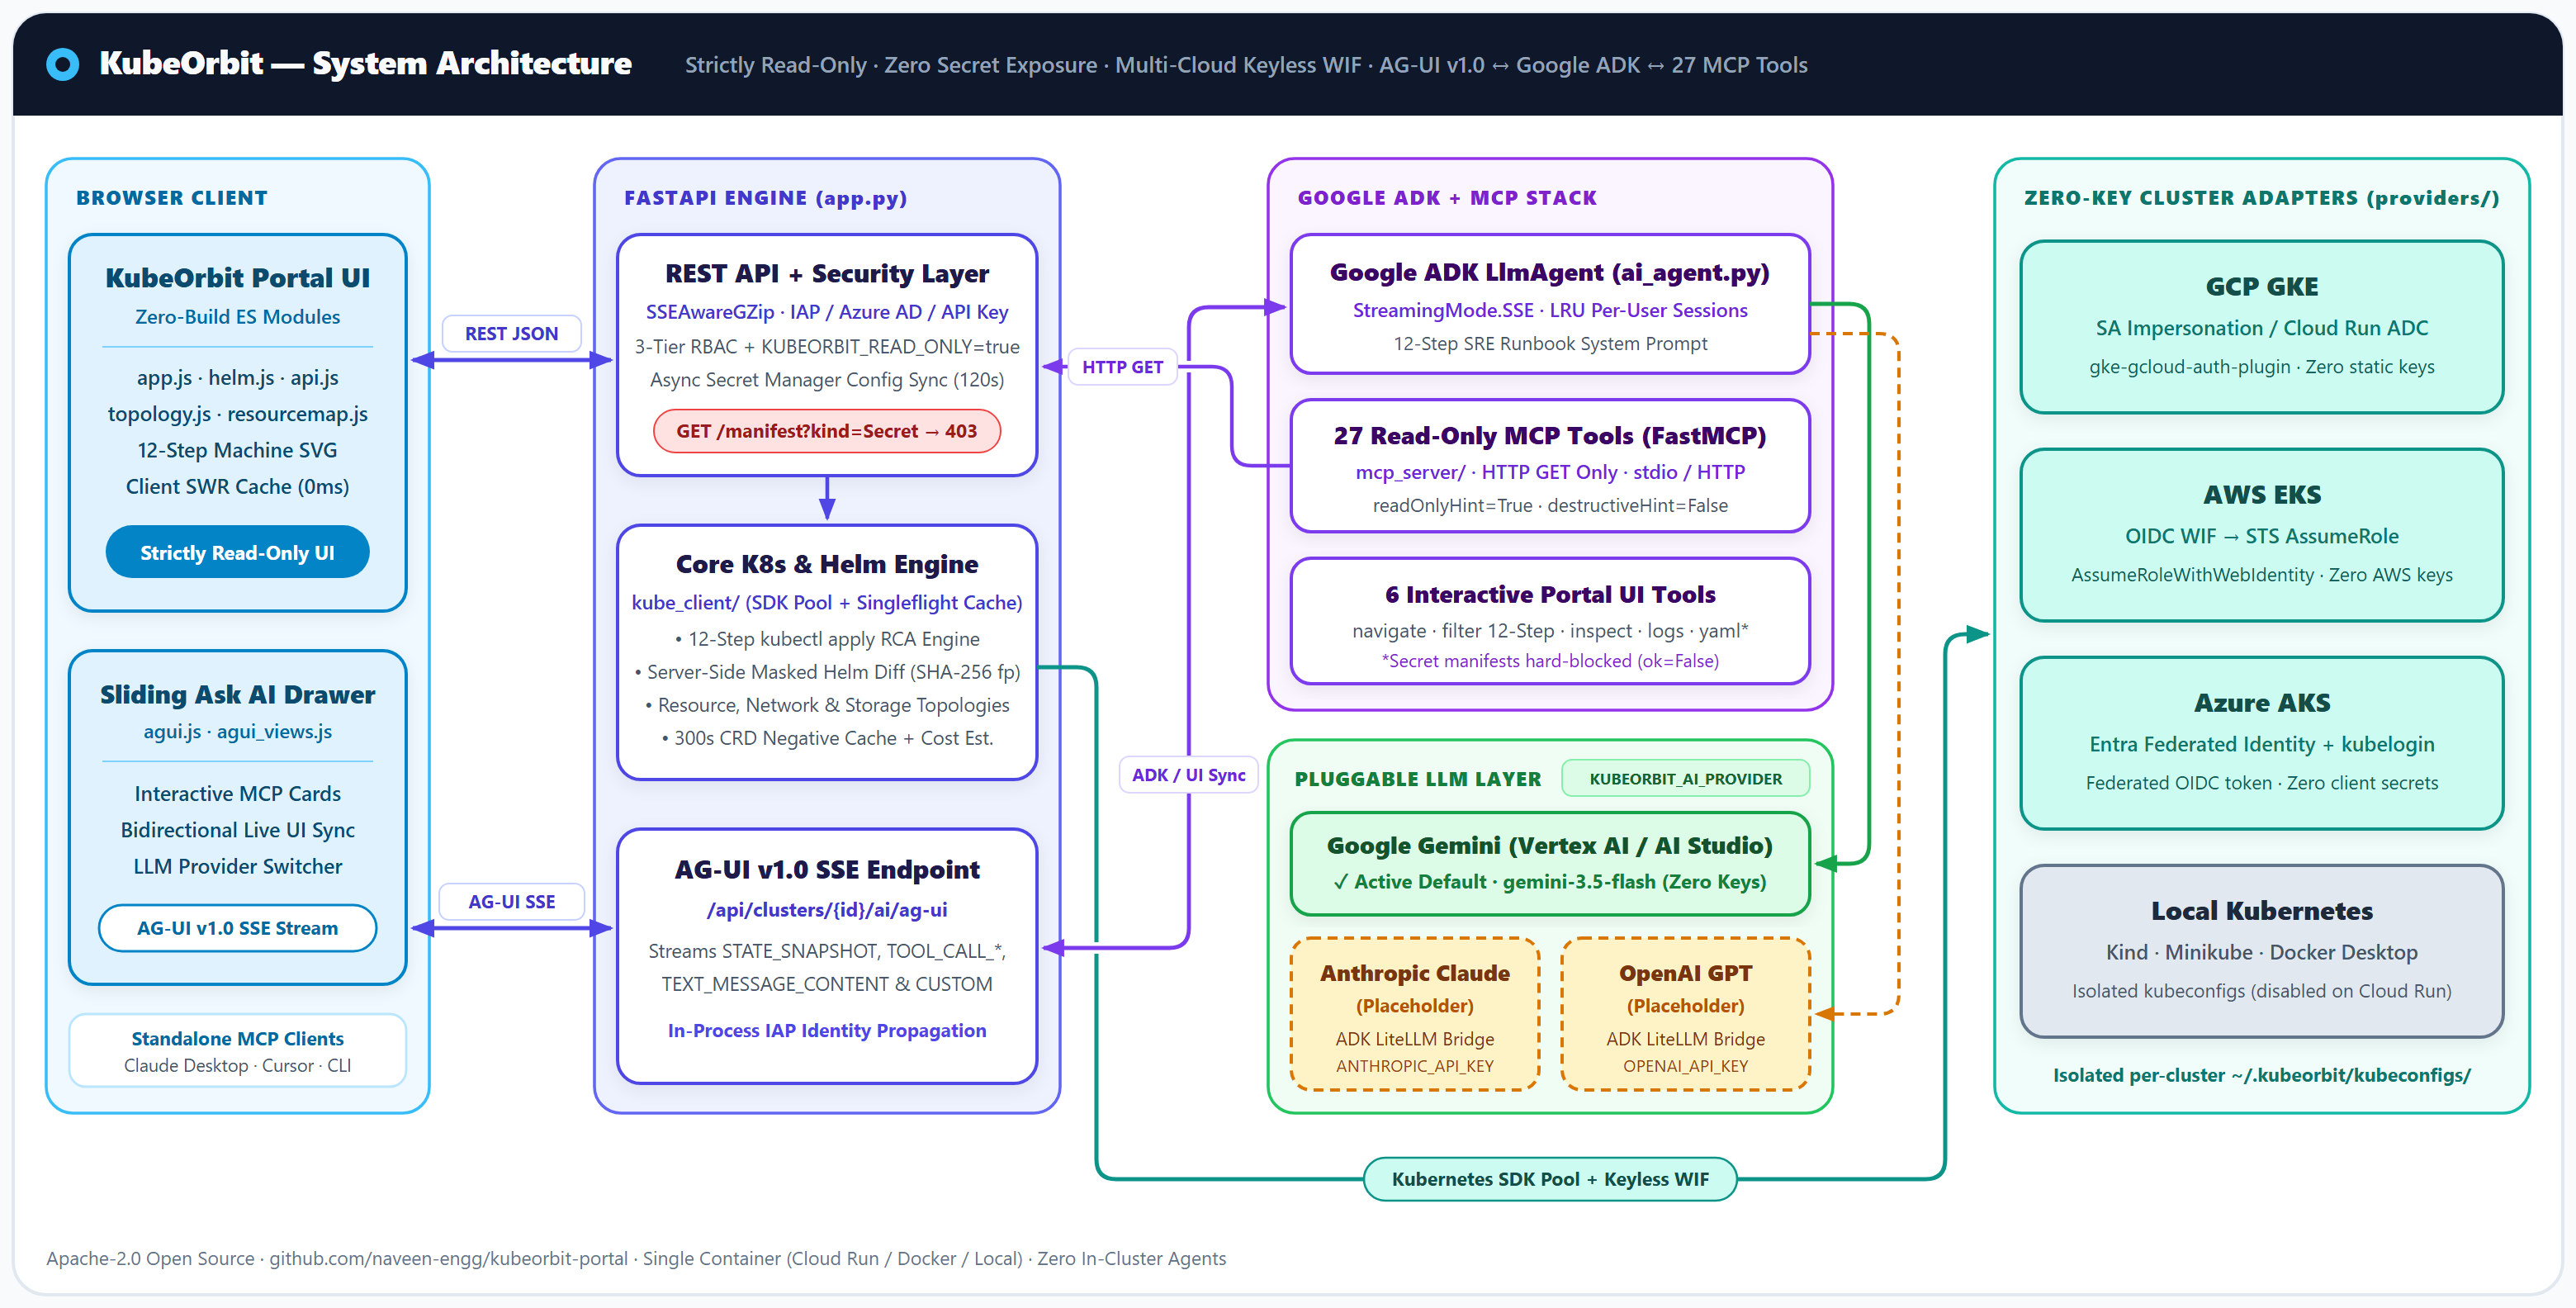 KubeOrbit — System Architecture
Strictly Read-Only · Zero Secret Exposure · Multi-Cloud Keyless WIF · AG-UI v1.0 ↔ Google ADK ↔ 27 MCP Tools
BROWSER CLIENT
KubeOrbit Portal UI
Zero-Build ES Modules
app.js · helm.js · api.js
topology.js · resourcemap.js
12-Step Machine SVG
Client SWR Cache (0ms)
Strictly Read-Only UI
Sliding Ask AI Drawer
agui.js · agui_views.js
Interactive MCP Cards
Bidirectional Live UI Sync
LLM Provider Switcher
AG-UI v1.0 SSE Stream
Standalone MCP Clients
Claude Desktop · Cursor · CLI
REST JSON
AG-UI SSE
FASTAPI ENGINE (app.py)
REST API + Security Layer
SSEAwareGZip · IAP / Azure AD / API Key
3-Tier RBAC + KUBEORBIT_READ_ONLY=true
Async Secret Manager Config Sync (120s)
GET /manifest?kind=Secret → 403
Core K8s & Helm Engine
kube_client/ (SDK Pool + Singleflight Cache)
• 12-Step kubectl apply RCA Engine
• Server-Side Masked Helm Diff (SHA-256 fp)
• Resource, Network & Storage Topologies
• 300s CRD Negative Cache + Cost Est.
AG-UI v1.0 SSE Endpoint
/api/clusters/{id}/ai/ag-ui
Streams STATE_SNAPSHOT, TOOL_CALL_*,
TEXT_MESSAGE_CONTENT & CUSTOM
In-Process IAP Identity Propagation
HTTP GET
ADK / UI Sync
GOOGLE ADK + MCP STACK
Google ADK LlmAgent (ai_agent.py)
StreamingMode.SSE · LRU Per-User Sessions
12-Step SRE Runbook System Prompt
27 Read-Only MCP Tools (FastMCP)
mcp_server/ · HTTP GET Only · stdio / HTTP
readOnlyHint=True · destructiveHint=False
6 Interactive Portal UI Tools
navigate · filter 12-Step · inspect · logs · yaml*
*Secret manifests hard-blocked (ok=False)
PLUGGABLE LLM LAYER
KUBEORBIT_AI_PROVIDER
Google Gemini (Vertex AI / AI Studio)
✓ Active Default · gemini-3.5-flash (Zero Keys)
Anthropic Claude
(Placeholder)
ADK LiteLLM Bridge
ANTHROPIC_API_KEY
OpenAI GPT
(Placeholder)
ADK LiteLLM Bridge
OPENAI_API_KEY
Kubernetes SDK Pool + Keyless WIF
ZERO-KEY CLUSTER ADAPTERS (providers/)
GCP GKE
SA Impersonation / Cloud Run ADC
gke-gcloud-auth-plugin · Zero static keys
AWS EKS
OIDC WIF → STS AssumeRole
AssumeRoleWithWebIdentity · Zero AWS keys
Azure AKS
Entra Federated Identity + kubelogin
Federated OIDC token · Zero client secrets
Local Kubernetes
Kind · Minikube · Docker Desktop
Isolated kubeconfigs (disabled on Cloud Run)
Isolated per-cluster ~/.kubeorbit/kubeconfigs/
Apache-2.0 Open Source · github.com/naveen-engg/kubeorbit-portal · Single Container (Cloud Run / Docker / Local) · Zero In-Cluster Agents